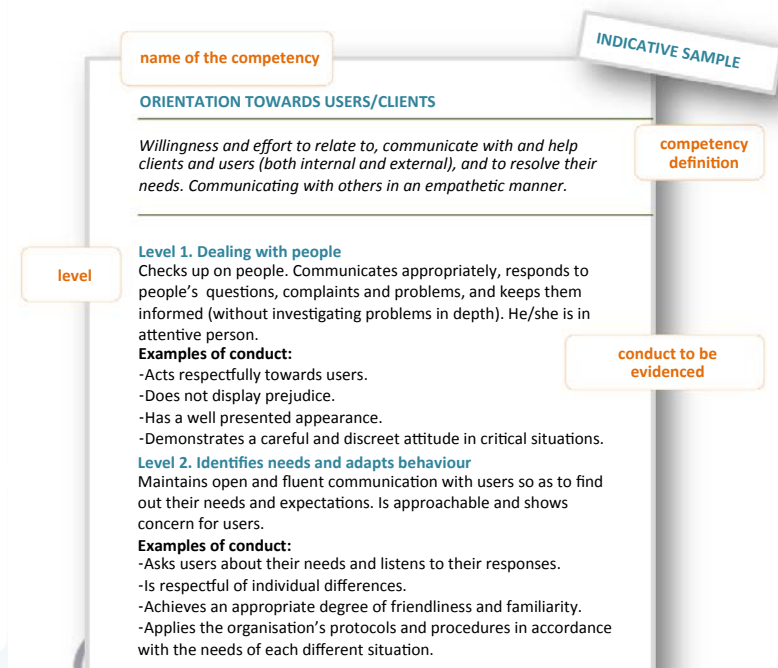 name of the competency
INDICATIVE SAMPLE
ORIENTATION TOWARDS USERS/CLIENTS
Willingness and effort to relate to, communicate with and help
clients and users (both internal and external), and to resolve their
needs. Communicating with others in an empathetic manner.
competency
definition
level
Level 1. Dealing with people
Checks up on people. Communicates appropriately, responds to
people’s  questions, complaints and problems, and keeps them
informed (without investigating problems in depth). He/she is in
attentive person.
Examples of conduct:
conduct to be
evidenced
-Acts respectfully towards users.
-Does not display prejudice.
-Has a well presented appearance.
-Demonstrates a careful and discreet attitude in critical situations.
Level 2. Identifies needs and adapts behaviour
Maintains open and fluent communication with users so as to find
out their needs and expectations. Is approachable and shows
concern for users.
Examples of conduct:
-Asks users about their needs and listens to their responses.
-Is respectful of individual differences.
-Achieves an appropriate degree of friendliness and familiarity.
-Applies the organisation’s protocols and procedures in accordance
with the needs of each different situation.